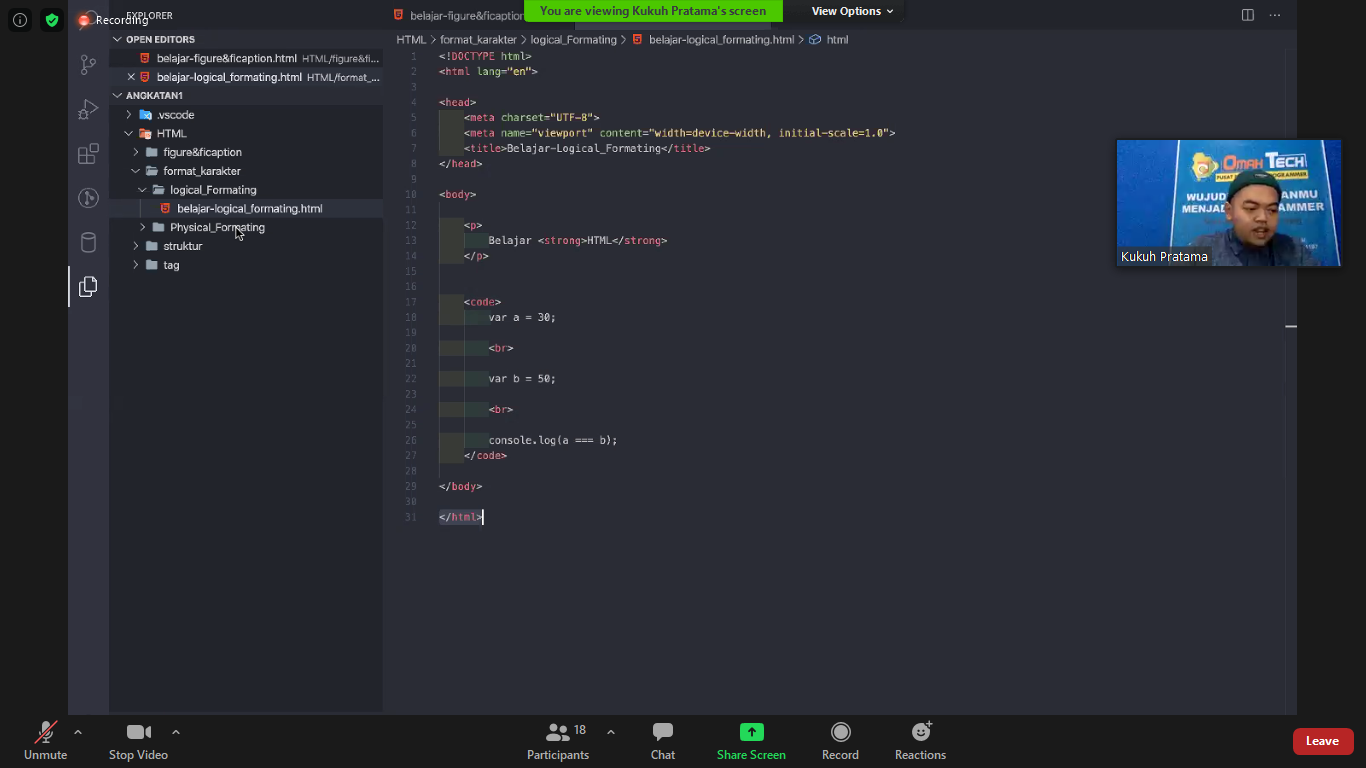 You are viewing Kukuh Pratama's screen
View Options
Recording
EXPLORER
OPEN EDITORS
belajar-figure&ficaption.html HTML/figure&fi...
belajar-logical_formating.html HTML/format_...
ANGKATAN1
.vscode
HTML
figure&ficaption
format_karakter
logical_Formating
belajar-logical_formating.html
Physical_Formating
struktur
tag
belajar-figure&ficaption
HTML > format_karakter > logical_Formating > belajar-logical_formating.html > html
1 <!DOCTYPE html>
2 <html lang="en">
3
4 <head>
5 <meta charset="UTF-8">
6 <meta name="viewport" content="width=device-width, initial-scale=1.0">
7 <title>Belajar-Logical_Formating</title>
8 </head>
9
10 <body>
11
12 <p>
13 Belajar <strong>HTML</strong>
14 </p>
15
16
17 <code>
18 var a = 30;
19
20 <br>
21
22 var b = 50;
23
24 <br>
25
26 console.log(a === b);
27 </code>
28
29 </body>
30
31 </html>
OMAH TECH
WUJUD
MENJAD
Kukuh Pratama
Unmute
Stop Video
Participants
18
Chat
Share Screen
Record
Reactions
Leave